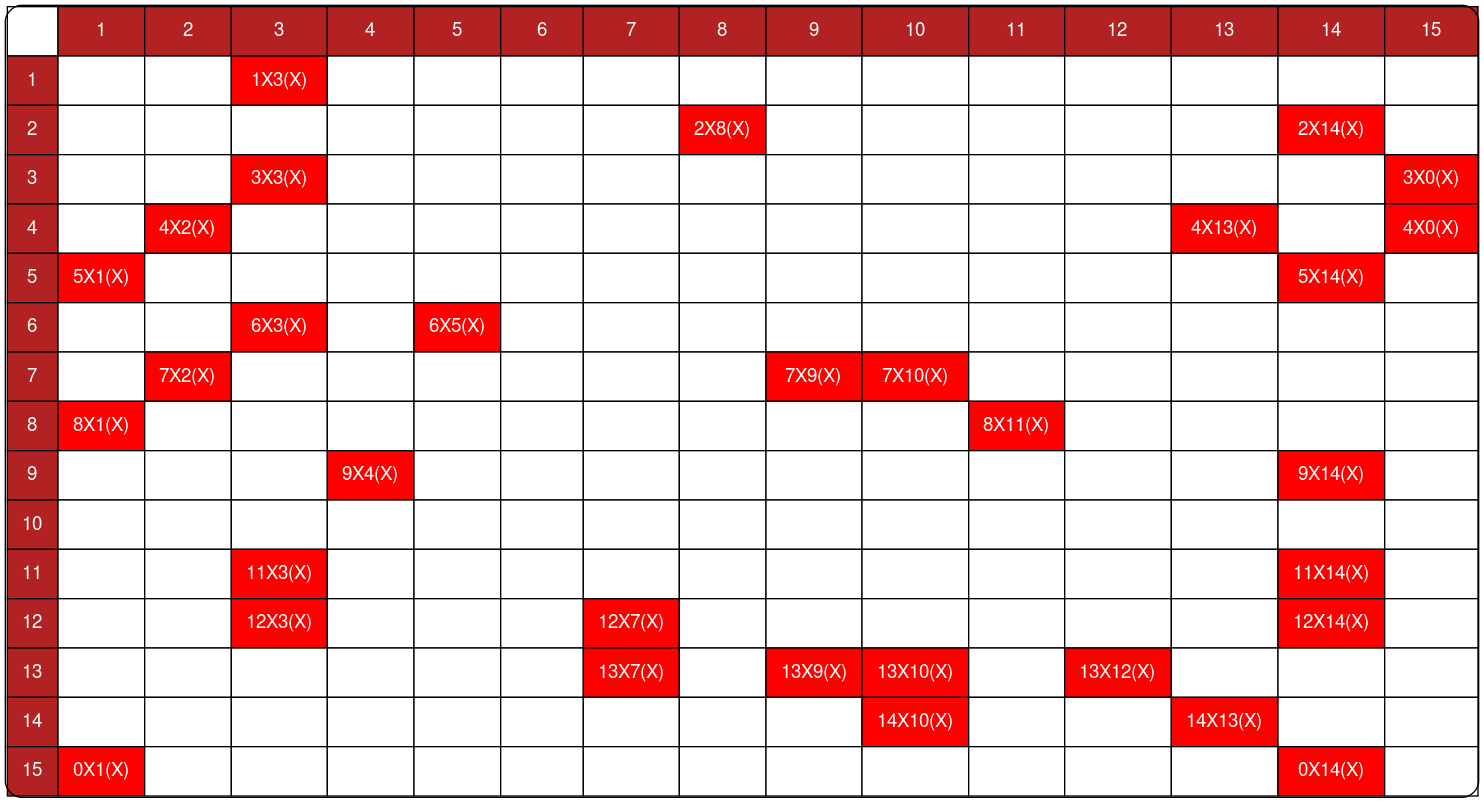 1 2 3 4 5 6 7 8 9 10 11 12 13 14 15
1 1X3(X)
2 2X8(X) 2X14(X)
3 3X3(X) 3X0(X)
4 4X2(X) 4X13(X) 4X0(X)
5 5X1(X) 5X14(X)
6 6X3(X) 6X5(X)
7 7X2(X) 7X9(X) 7X10(X)
8 8X1(X) 8X11(X)
9 9X4(X) 9X14(X)
10
11 11X3(X) 11X14(X)
12 12X3(X) 12X7(X) 12X14(X)
13 13X7(X) 13X9(X) 13X10(X) 13X12(X)
14 14X10(X) 14X13(X)
15 0X1(X) 0X14(X)